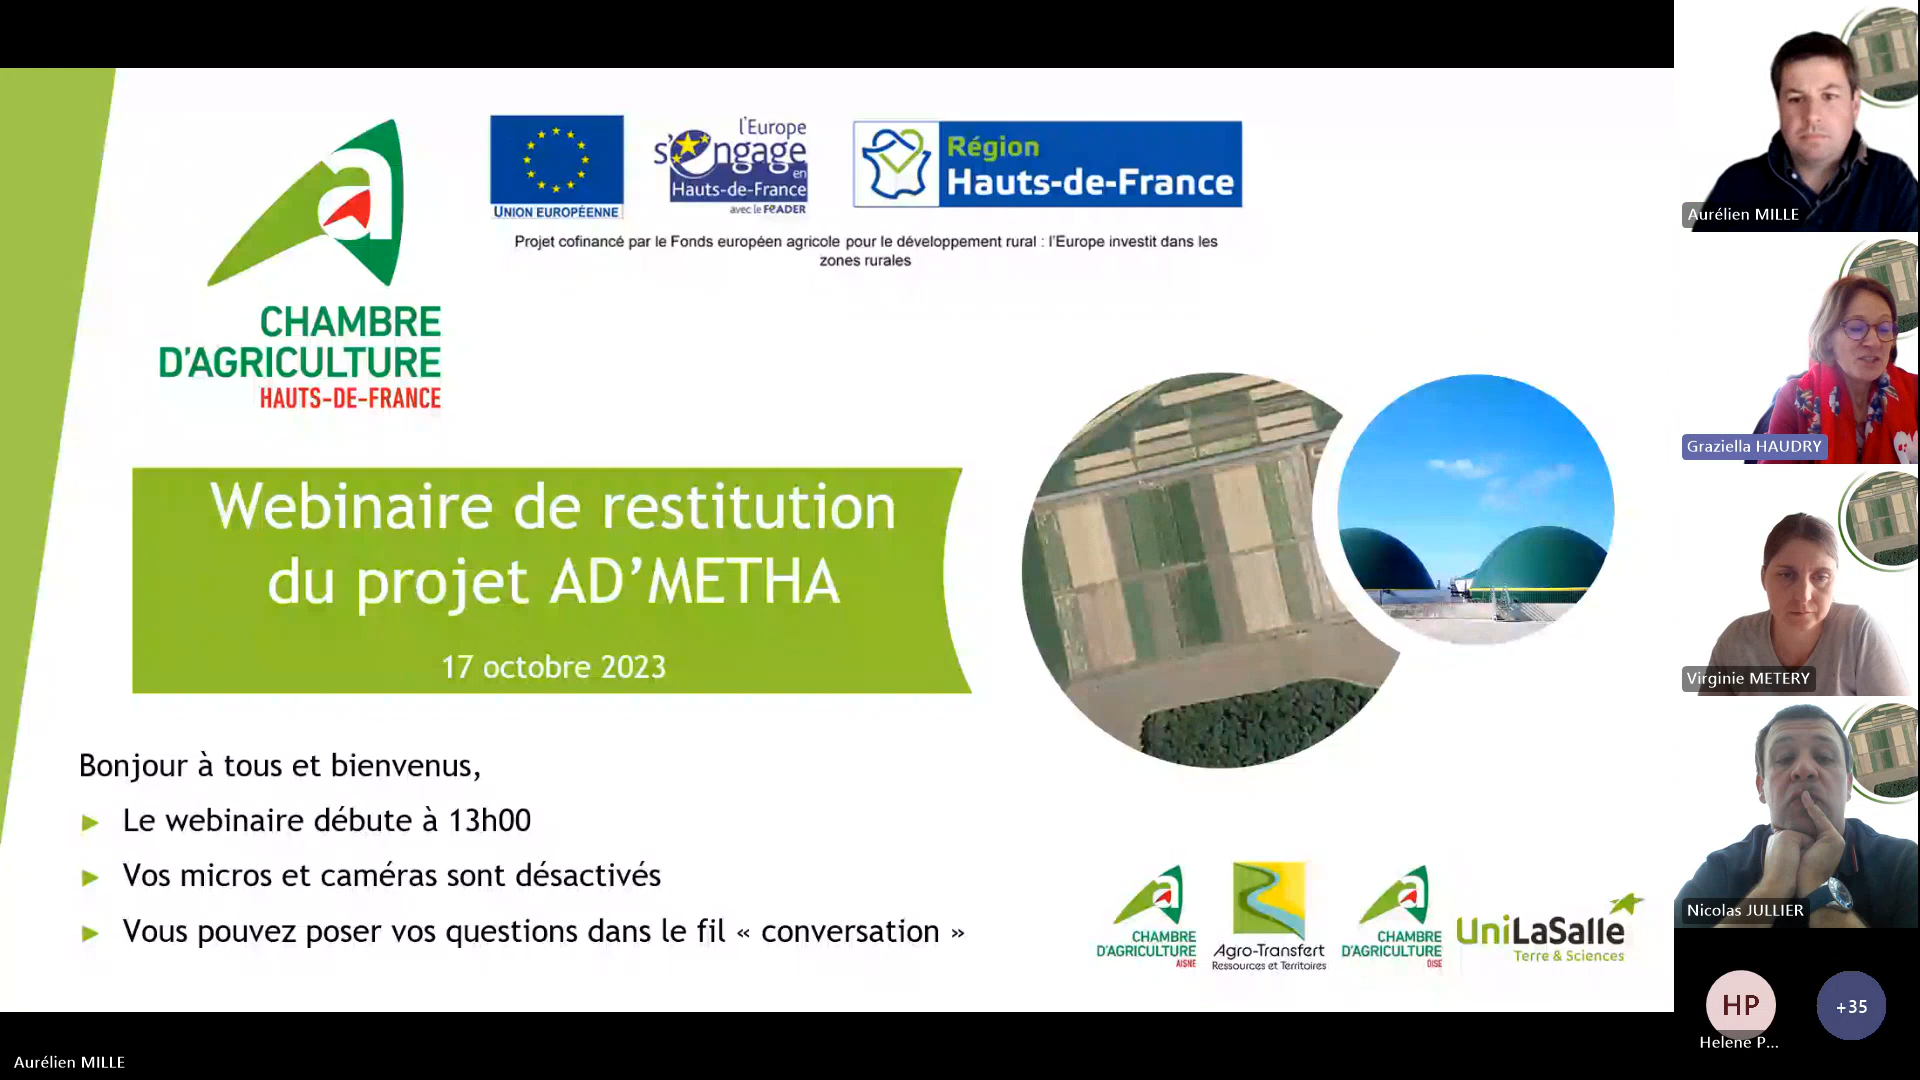 l'Europe
s'engage
en
Hauts-de-France
avec le FEADER
UNION EUROPÉENNE
Région
Hauts-de-France
Projet cofinancé par le Fonds européen agricole pour le développement rural : l'Europe investit dans les
zones rurales
CHAMBRE
D'AGRICULTURE
HAUTS-DE-FRANCE
Webinaire de restitution
du projet AD'METHA
17 octobre 2023
Bonjour à tous et bienvenus,
► Le webinaire débute à 13h00
► Vos micros et caméras sont désactivés
► Vous pouvez poser vos questions dans le fil « conversation »
CHAMBRE
D'AGRICULTURE
AISNE
Agro-Transfert
Ressources et Territoires
CHAMBRE
D'AGRICULTURE
OISE
UniLaSalle
Terre & Sciences
Aurélien MILLE
Graziella HAUDRY
Virginie METERY
Nicolas JULLIER
HP
Helene P...
+35
Aurélien MILLE